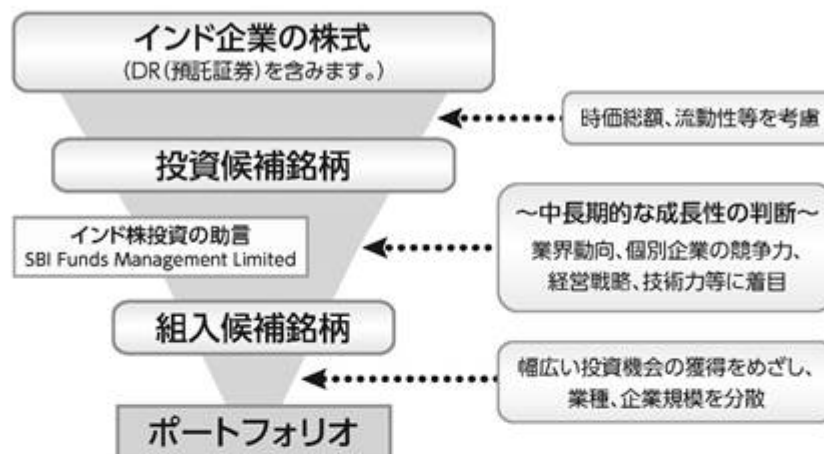 インド企業の株式
(DR(預託証券)を含みます。)
時価総額、流動性等を考慮
投資候補銘柄
インド株投資の助言
SBI Funds Management Limited
～中長期的な成長性の判断～
業界動向、個別企業の競争力、
経営戦略、技術力等に着目
組入候補銘柄
幅広い投資機会の獲得をめざし、
業種、企業規模を分散
ポートフォリオ